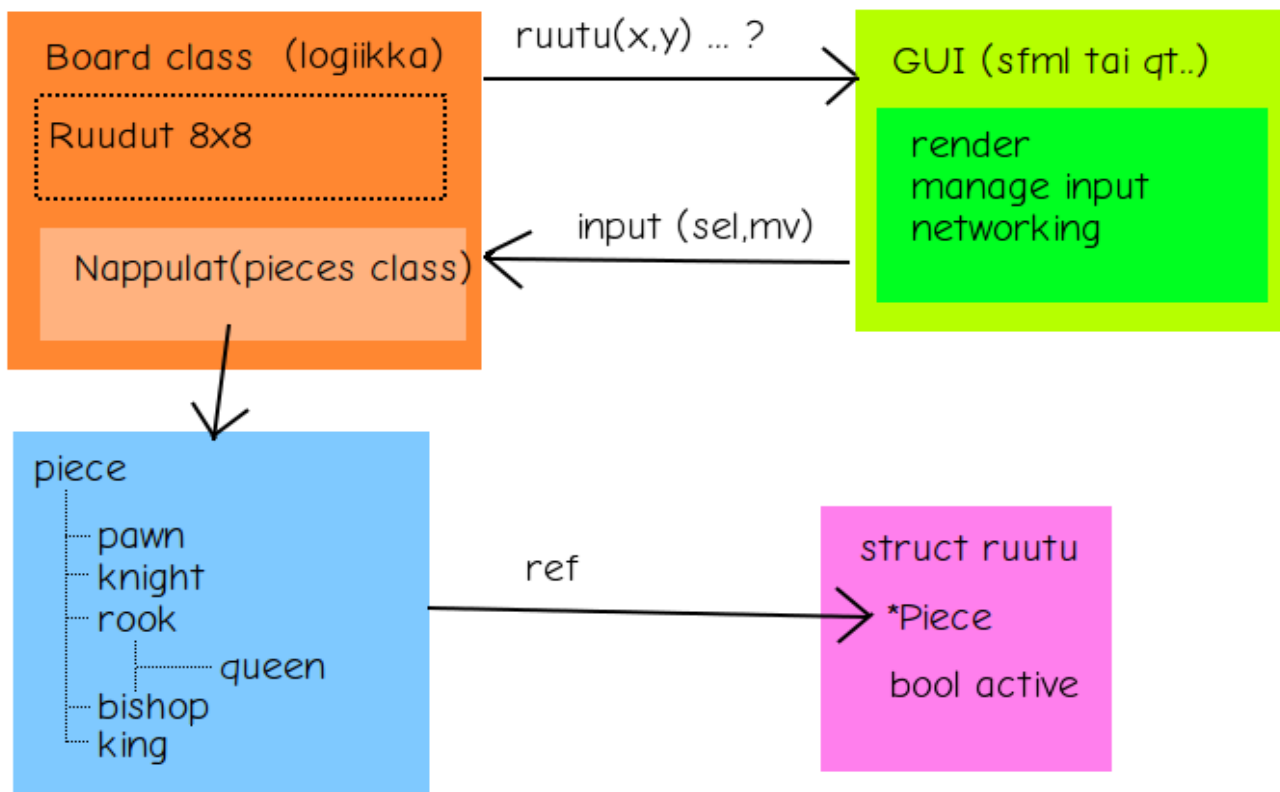 Board class (logiikka)
Ruudut 8x8
Nappulat(pieces class)
ruutu(x,y) ... ?
input (sel,mv)
GUI (sfml tai qt..)
render
manage input
networking
piece
pawn
knight
rook
queen
bishop
king
ref
struct ruutu
*Piece
bool active